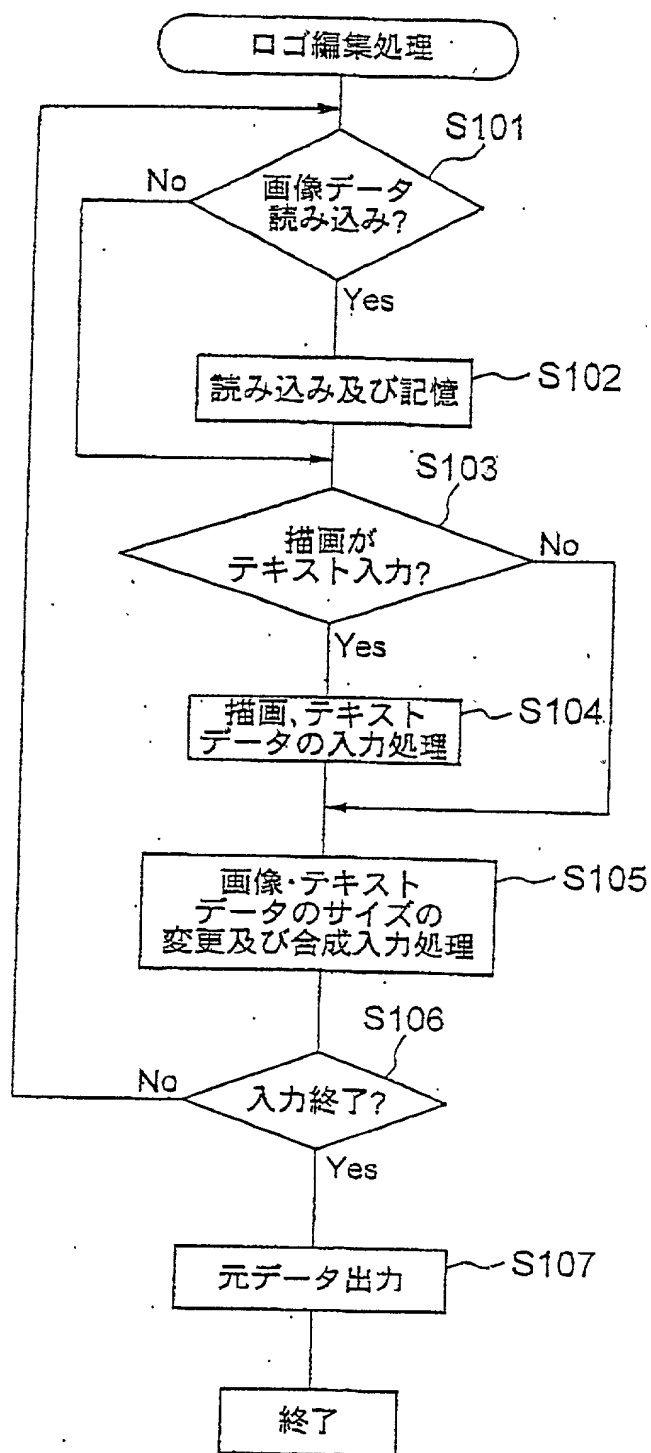 ロゴ編集処理
S101
No
画像データ
読み込み?
Yes
読み込み及び記憶
S102
S103
描画が
テキスト入力?
No
Yes
描画、テキスト
データの入力処理
S104
画像・テキスト
データのサイズの
変更及び合成入力処理
S105
S106
No
入力終了?
Yes
元データ出力
S107
終了